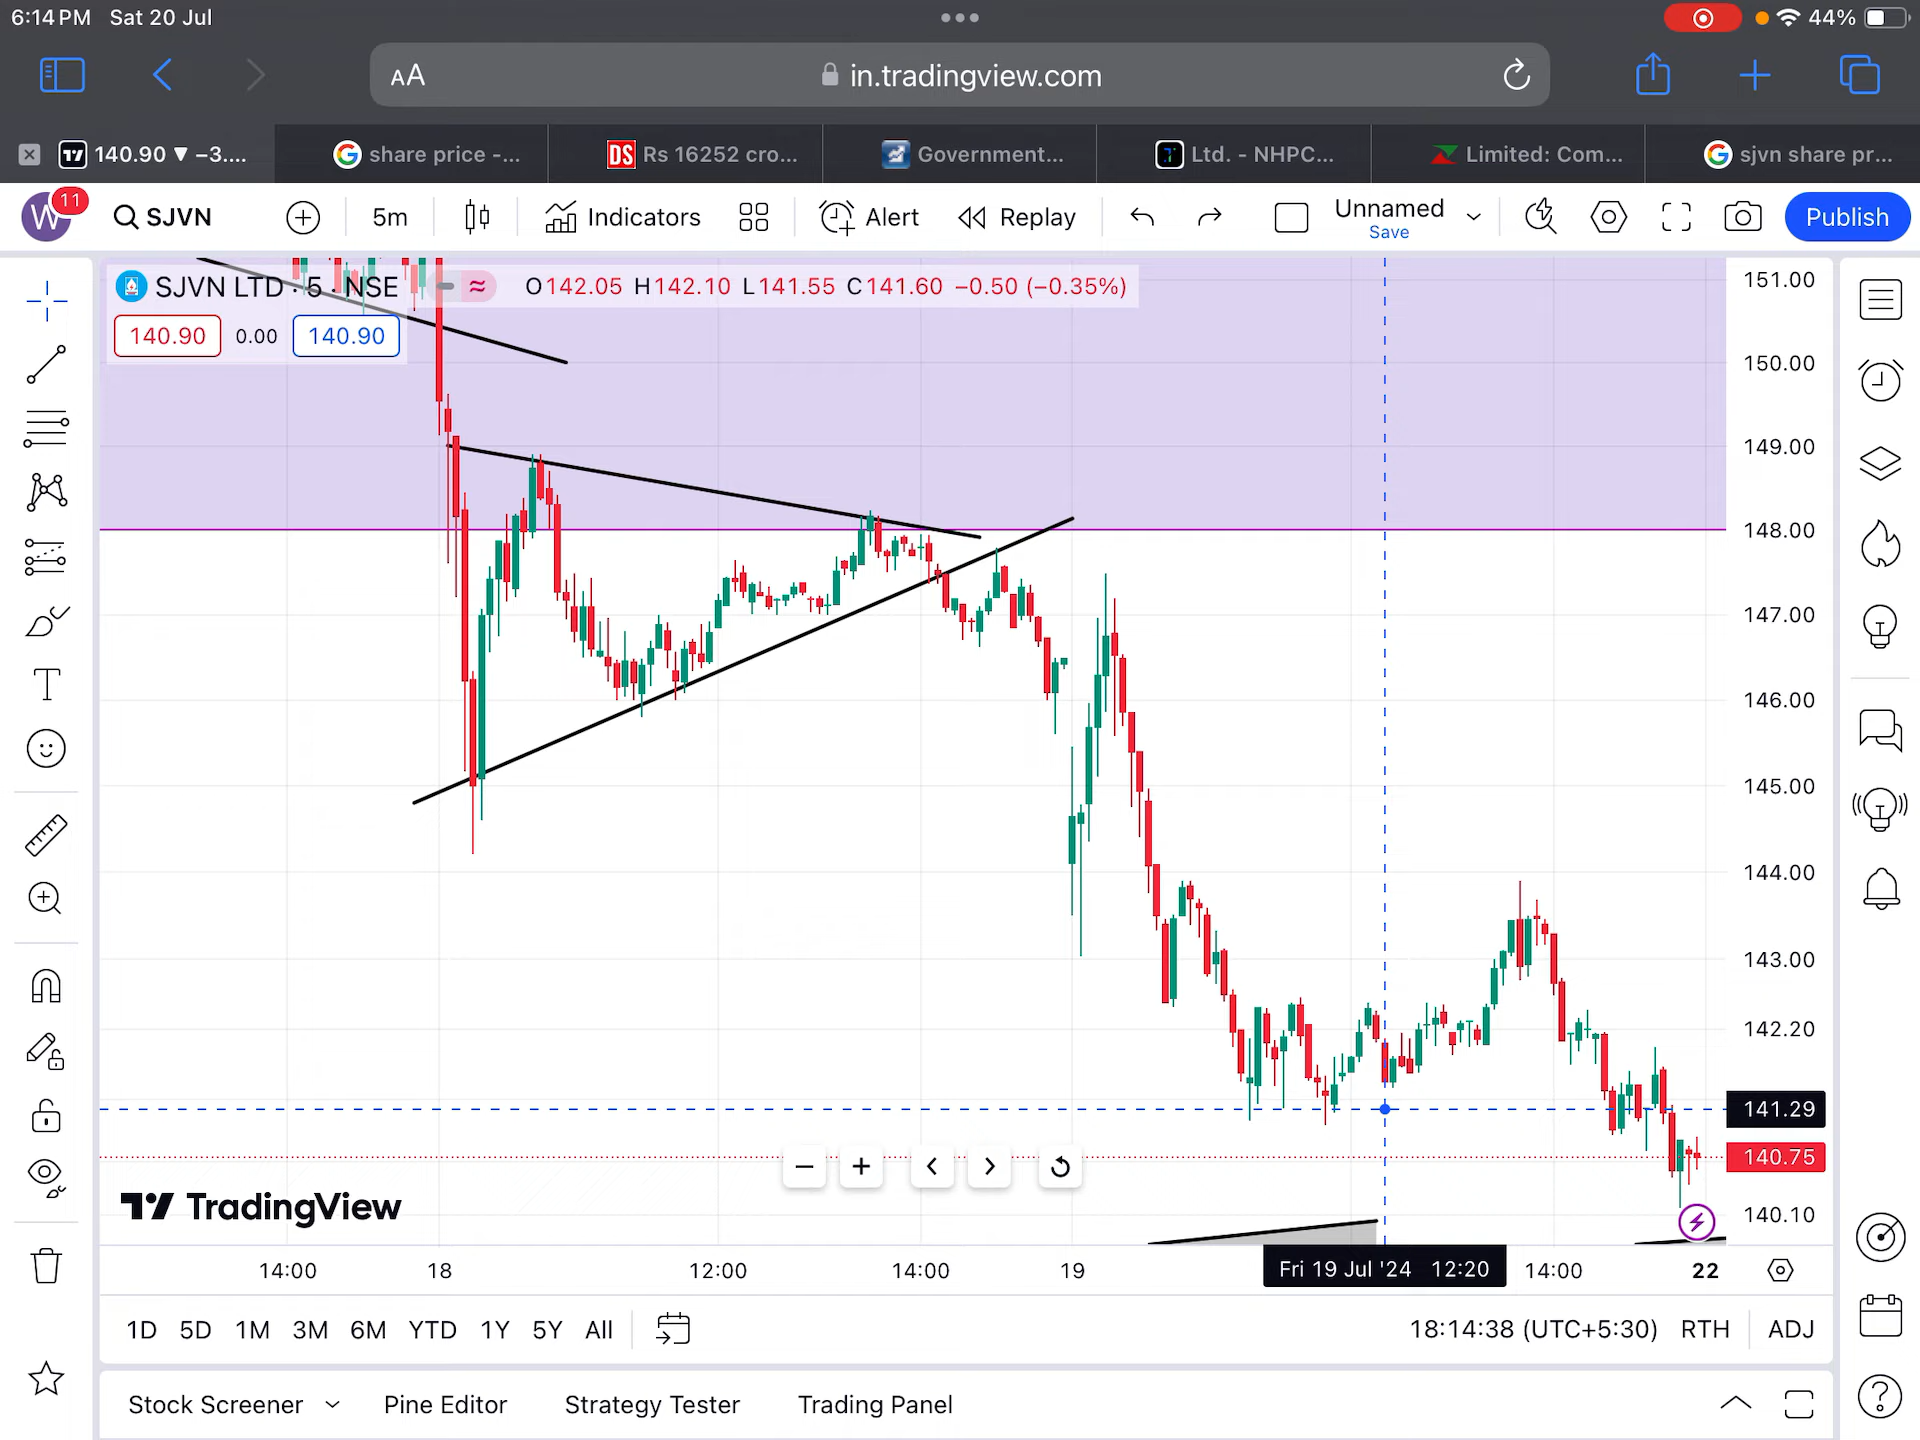 6:14 PM Sat 20 Jul
44%
AA
in.tradingview.com
140.90 ▼ −3....
share price -...
DS Rs 16252 cro...
Government...
Ltd. - NHPC...
Limited: Com...
sjvn share pr...
W 11
SJVN
5m
Indicators
Alert
Replay
Unnamed
Save
Publish
SJVN LTD · 5 · NSE
O142.05 H142.10 L141.55 C141.60 −0.50 (−0.35%)
140.90 0.00 140.90
151.00
150.00
149.00
148.00
147.00
146.00
145.00
144.00
143.00
142.20
141.29
140.75
140.10
TradingView
14:00 18 12:00 14:00 19 Fri 19 Jul '24 12:20 14:00 22
1D 5D 1M 3M 6M YTD 1Y 5Y All
18:14:38 (UTC+5:30) RTH ADJ
Stock Screener Pine Editor Strategy Tester Trading Panel